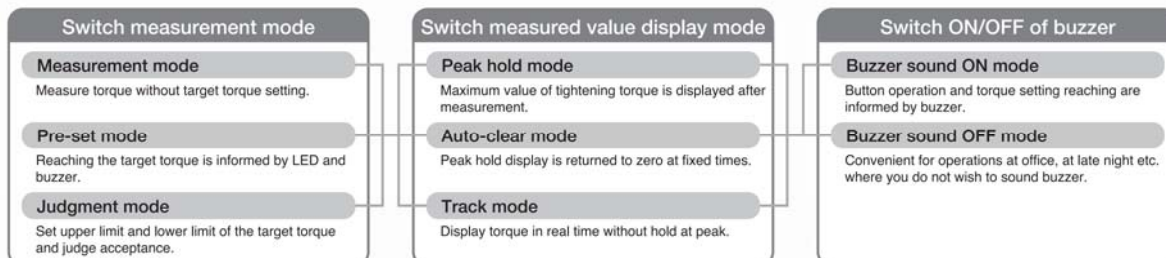 Switch measurement mode
Measurement mode
Measure torque without target torque setting.
Pre-set mode
Reaching the target torque is informed by LED and
buzzer.
Judgment mode
Set upper limit and lower limit of the target torque
and judge acceptance.
Switch measured value display mode
Peak hold mode
Maximum value of tightening torque is displayed after
measurement.
Auto-clear mode
Peak hold display is returned to zero at fixed times.
Track mode
Display torque in real time without hold at peak.
Switch ON/OFF of buzzer
Buzzer sound ON mode
Button operation and torque setting reaching are
informed by buzzer.
Buzzer sound OFF mode
Convenient for operations at office, at late night etc.
where you do not wish to sound buzzer.